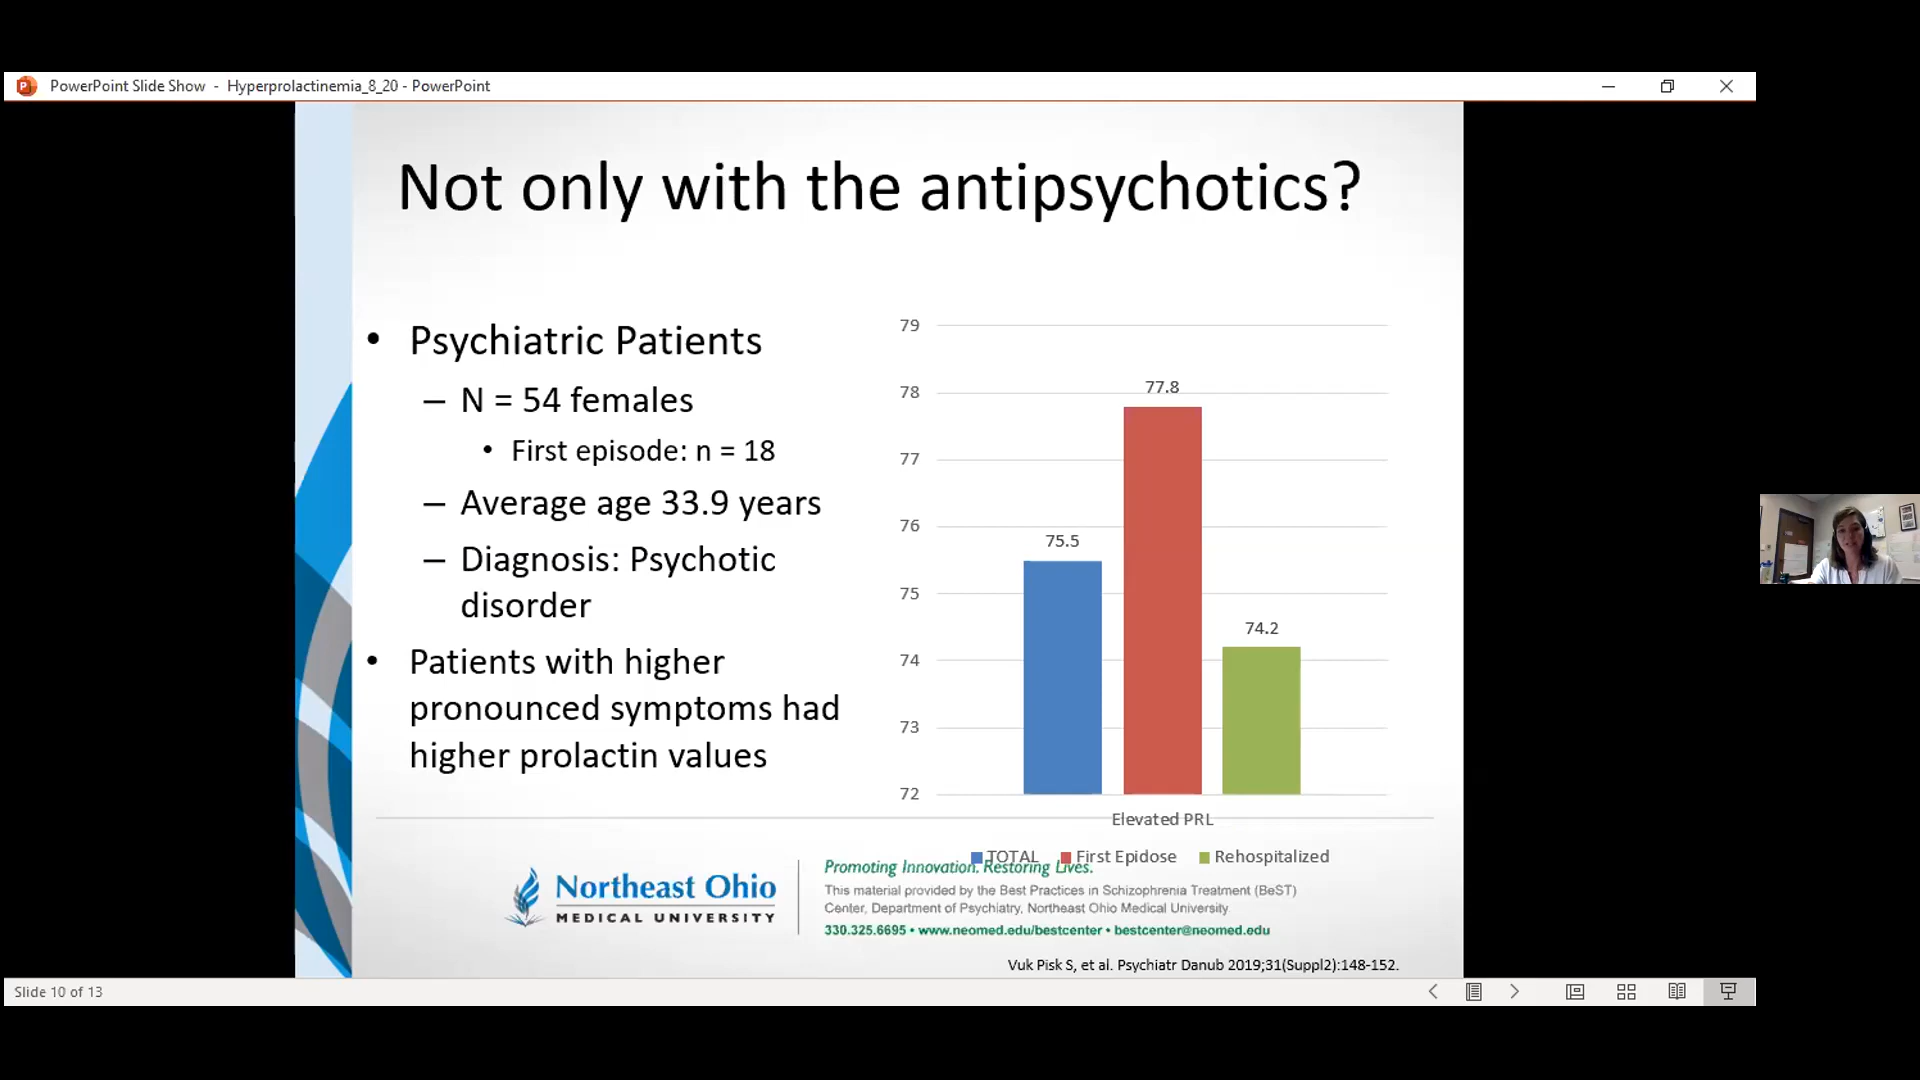 PowerPoint Slide Show - Hyperprolactinemia_8_20 - PowerPoint
Not only with the antipsychotics?
• Psychiatric Patients
– N = 54 females
• First episode: n = 18
– Average age 33.9 years
– Diagnosis: Psychotic
disorder
• Patients with higher
pronounced symptoms had
higher prolactin values
79
78
77
76
75
74
73
72
75.5
77.8
74.2
Elevated PRL
TOTAL First Epidose Rehospitalized
Northeast Ohio
MEDICAL UNIVERSITY
Promoting Innovation. Restoring Lives.
This material provided by the Best Practices in Schizophrenia Treatment (BeST)
Center, Department of Psychiatry, Northeast Ohio Medical University
330.325.6695 • www.neomed.edu/bestcenter • bestcenter@neomed.edu
Vuk Pisk S, et al. Psychiatr Danub 2019;31(Suppl2):148-152.
Slide 10 of 13